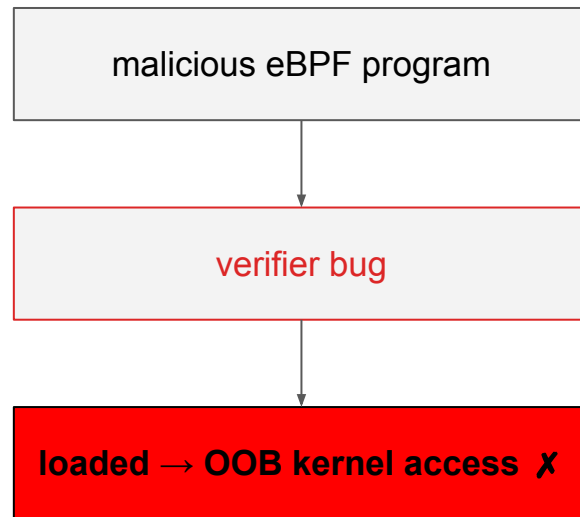 malicious eBPF program
verifier bug
loaded → OOB kernel access ✗